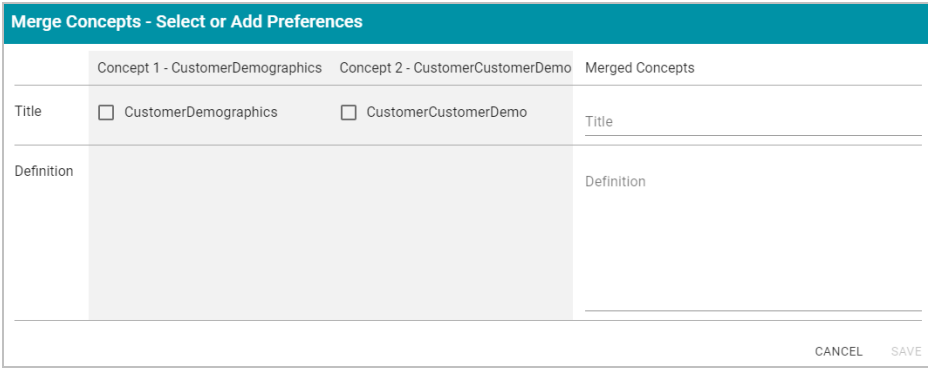 Merge Concepts - Select or Add Preferences
Concept 1 - CustomerDemographics Concept 2 - CustomerCustomerDemo Merged Concepts
Title CustomerDemographics CustomerCustomerDemo Title
Definition Definition
CANCEL SAVE